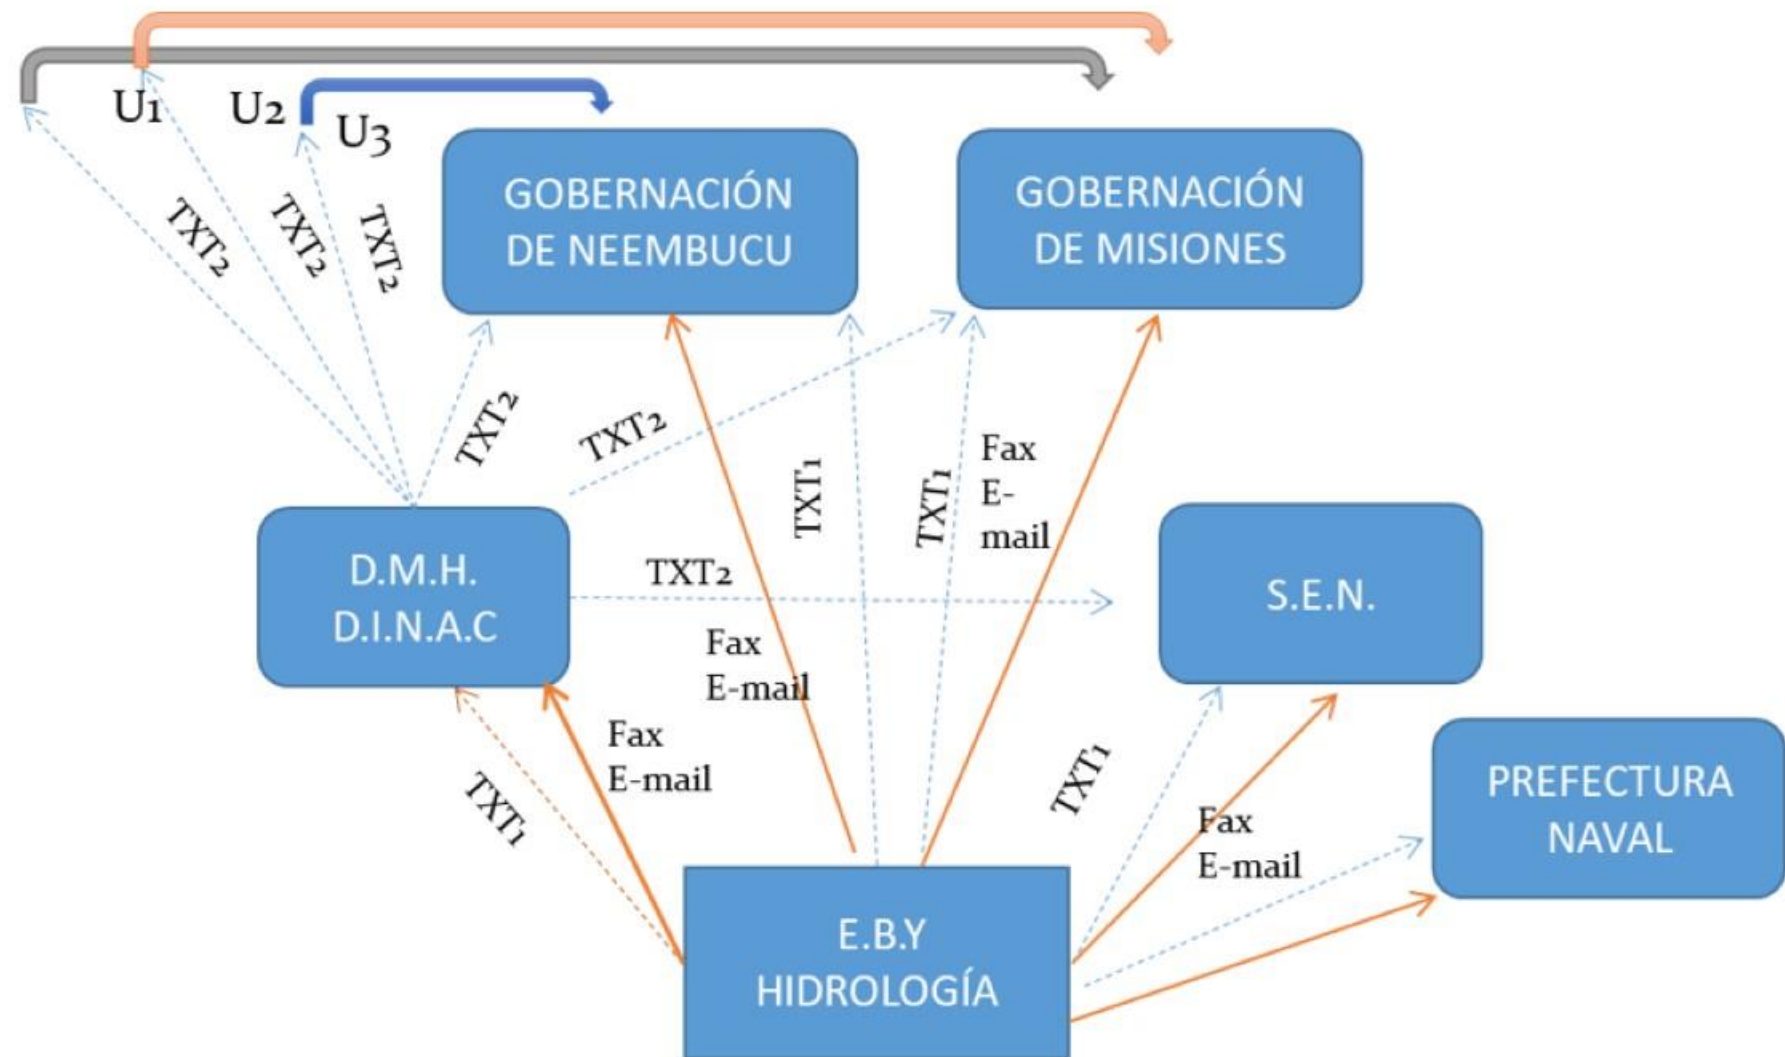 U1
U2
U3
GOBERNACIÓN
DE NEEMBUCU
GOBERNACIÓN
DE MISIONES
TXT2
TXT2
TXT2
TXT2
TXT2
TXT1
TXT1
Fax
E-
mail
D.M.H.
D.I.N.A.C
TXT2
S.E.N.
Fax
E-mail
Fax
E-mail
TXT1
TXT1
Fax
E-mail
PREFECTURA
NAVAL
E.B.Y
HIDROLOGÍA